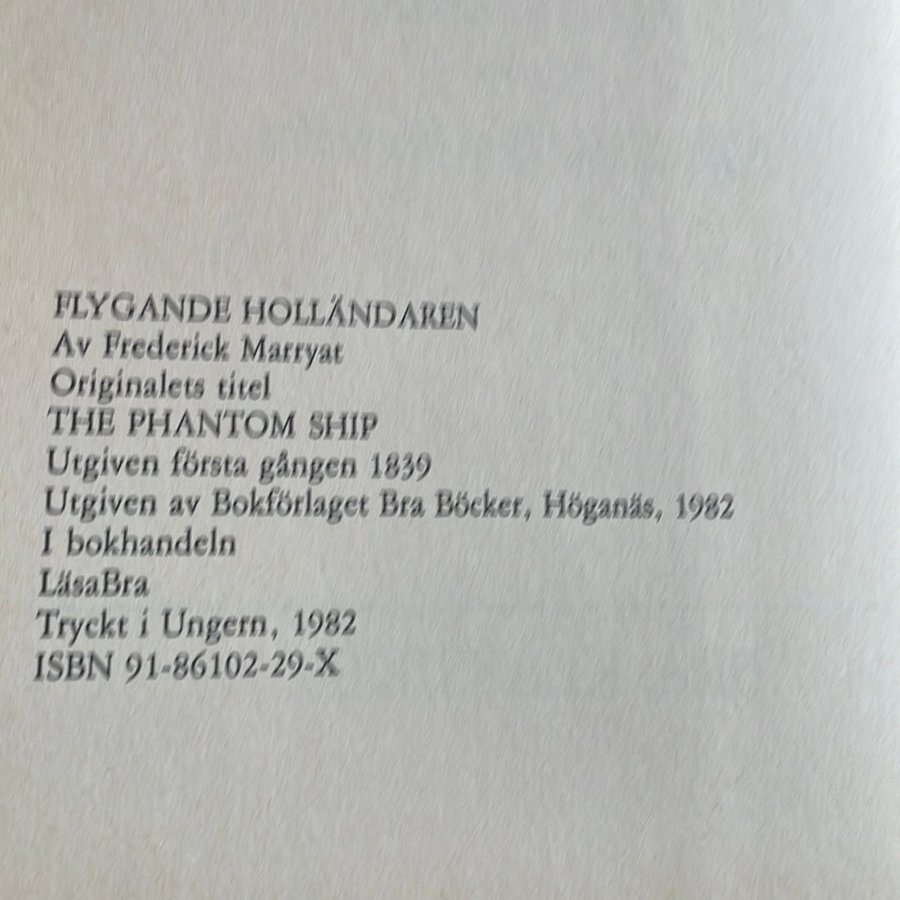 FLYGANDE HOLLÄNDAREN
Av Frederick Marryat
Originalets titel
THE PHANTOM SHIP
Utgiven första gången 1839
Utgiven av Bokförlaget Bra Böcker, Höganäs, 1982
I bokhandeln
LäsaBra
Tryckt i Ungern, 1982
ISBN 91-86102-29-X